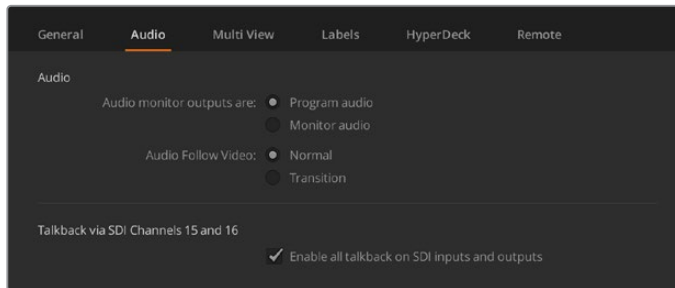 General Audio Multi View Labels HyperDeck Remote
Audio
Audio monitor outputs are: Program audio
Monitor audio
Audio Follow Video: Normal
Transition
Talkback via SDI Channels 15 and 16
Enable all talkback on SDI inputs and outputs